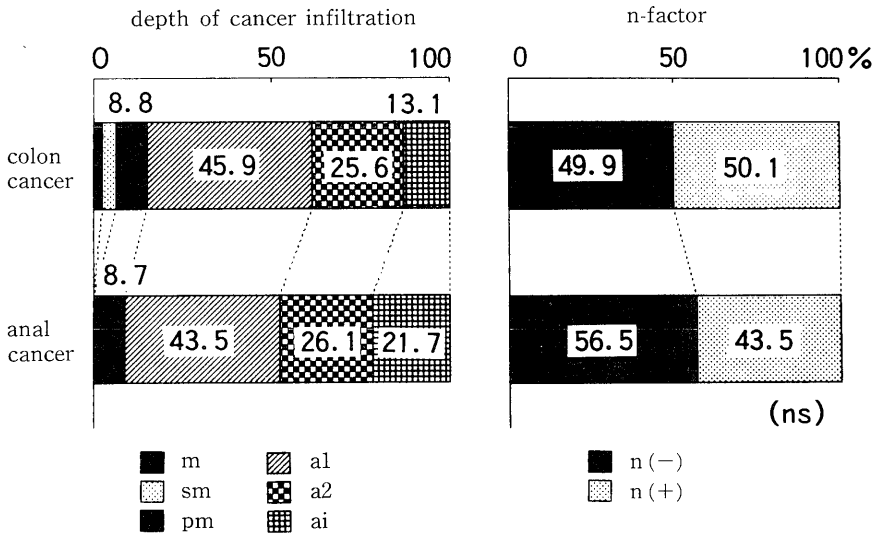 depth of cancer infiltration
n-factor
0 50 100
0 50 100%
8.8 13.1
colon
cancer
45.9 25.6
49.9 50.1
8.7
anal
cancer
43.5 26.1 21.7
56.5 43.5
(ns)
m a1
sm a2
pm ai
n(−)
n(+)